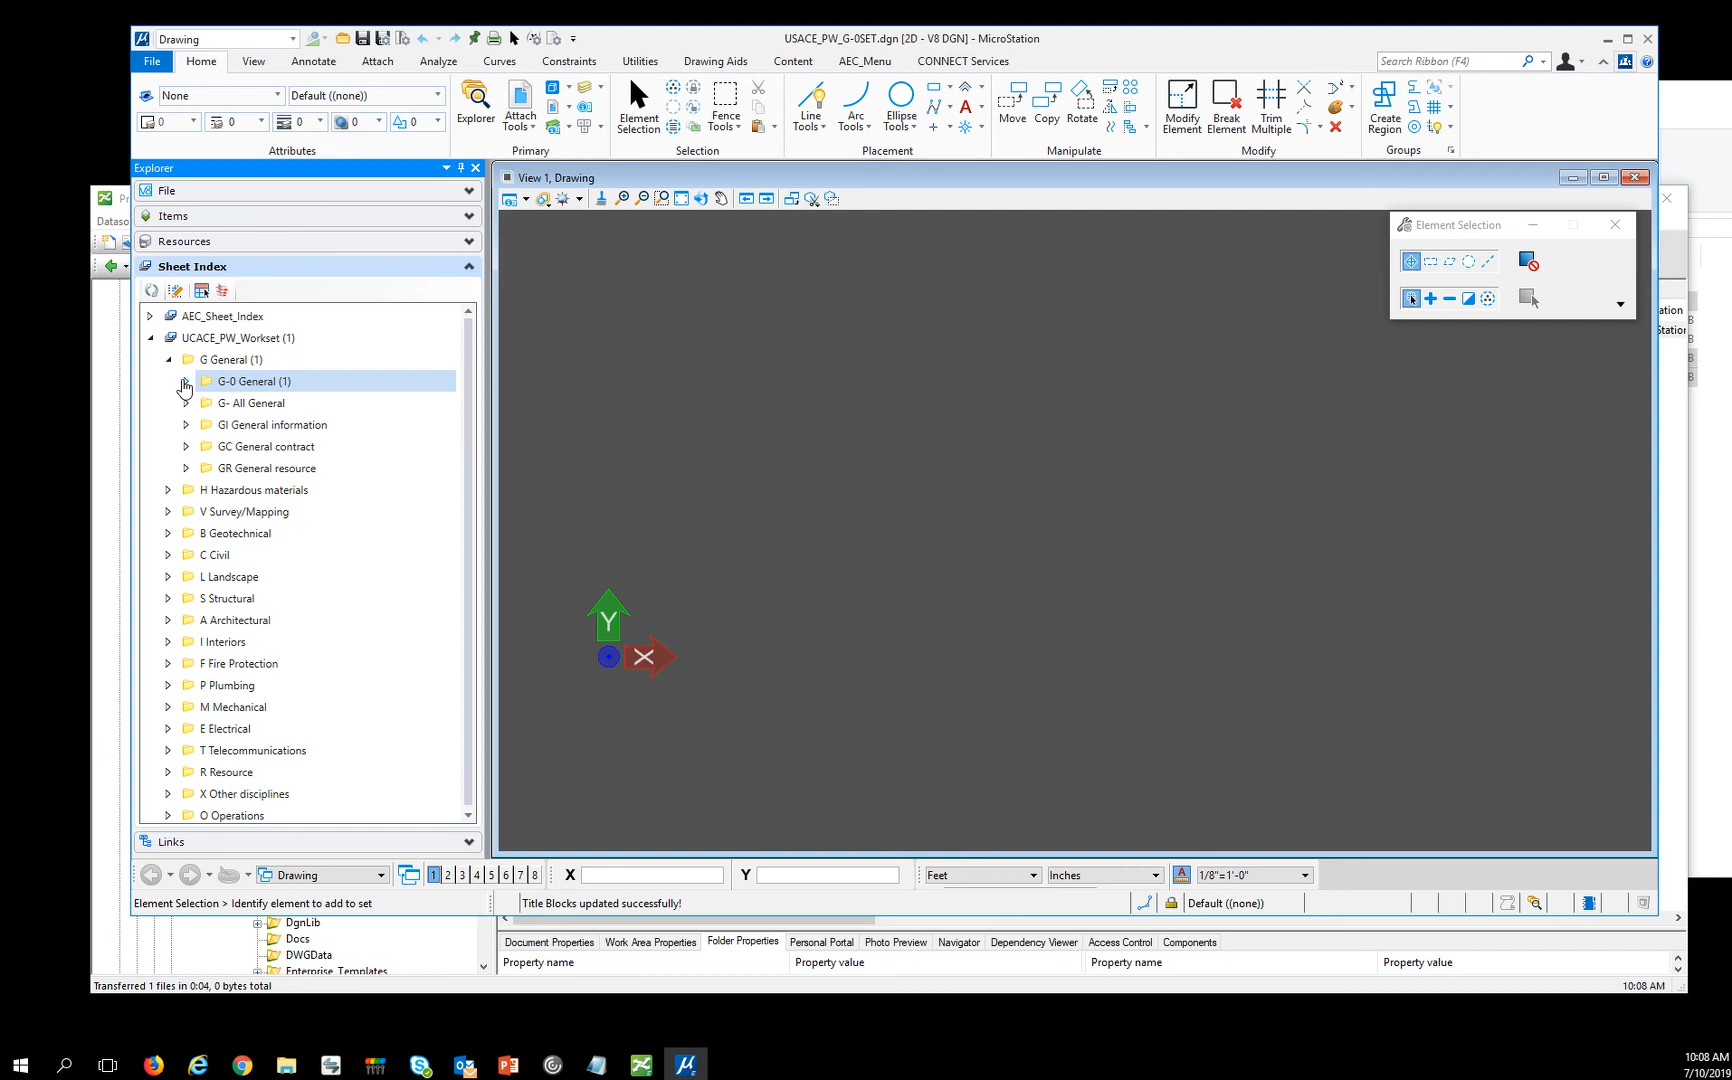 Drawing
USACE_PW_G-0SET.dgn [2D - V8 DGN] - MicroStation
File Home View Annotate Attach Analyze Curves Constraints Utilities Drawing Aids Content AEC_Menu CONNECT Services
Search Ribbon (F4)
None Default ((none))
0 0 0 0 0
Explorer
Attach Tools
Element Selection
Fence Tools
Line Tools
Arc Tools
Ellipse Tools
Move Copy Rotate
Modify Element
Break Element
Trim Multiple
Create Region
Attributes Primary Selection Placement Manipulate Modify Groups
Explorer
File
Items
Resources
Sheet Index
AEC_Sheet_Index
UCACE_PW_Workset (1)
G General (1)
G-0 General (1)
G- All General
GI General information
GC General contract
GR General resource
H Hazardous materials
V Survey/Mapping
B Geotechnical
C Civil
L Landscape
S Structural
A Architectural
I Interiors
F Fire Protection
P Plumbing
M Mechanical
E Electrical
T Telecommunications
R Resource
X Other disciplines
O Operations
Links
View 1, Drawing
Element Selection
Y
X
Dataso
ation
Station
B
B
B
B
Drawing
1 2 3 4 5 6 7 8
X
Y
Feet
Inches
1/8"=1'-0"
Element Selection > Identify element to add to set
Title Blocks updated successfully!
Default ((none))
DgnLib
Docs
DWGData
Enterprise_Templates
Document Properties Work Area Properties Folder Properties Personal Portal Photo Preview Navigator Dependency Viewer Access Control Components
Property name Property value Property name Property value
Transferred 1 files in 0:04, 0 bytes total
10:08 AM
10:08 AM
7/10/2019